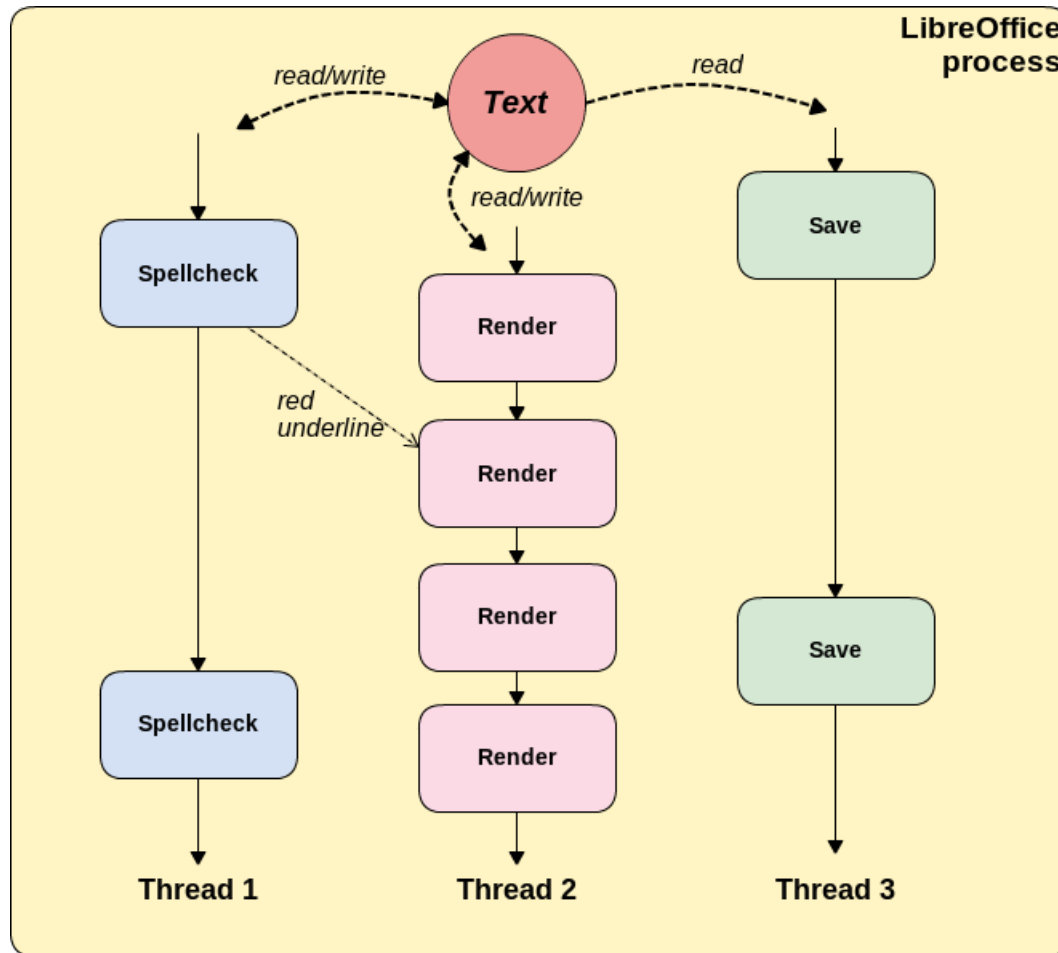 LibreOffice
process
read/write
Text
read
read/write
Spellcheck
Save
Render
red
underline
Render
Render
Save
Spellcheck
Render
Thread 1
Thread 2
Thread 3